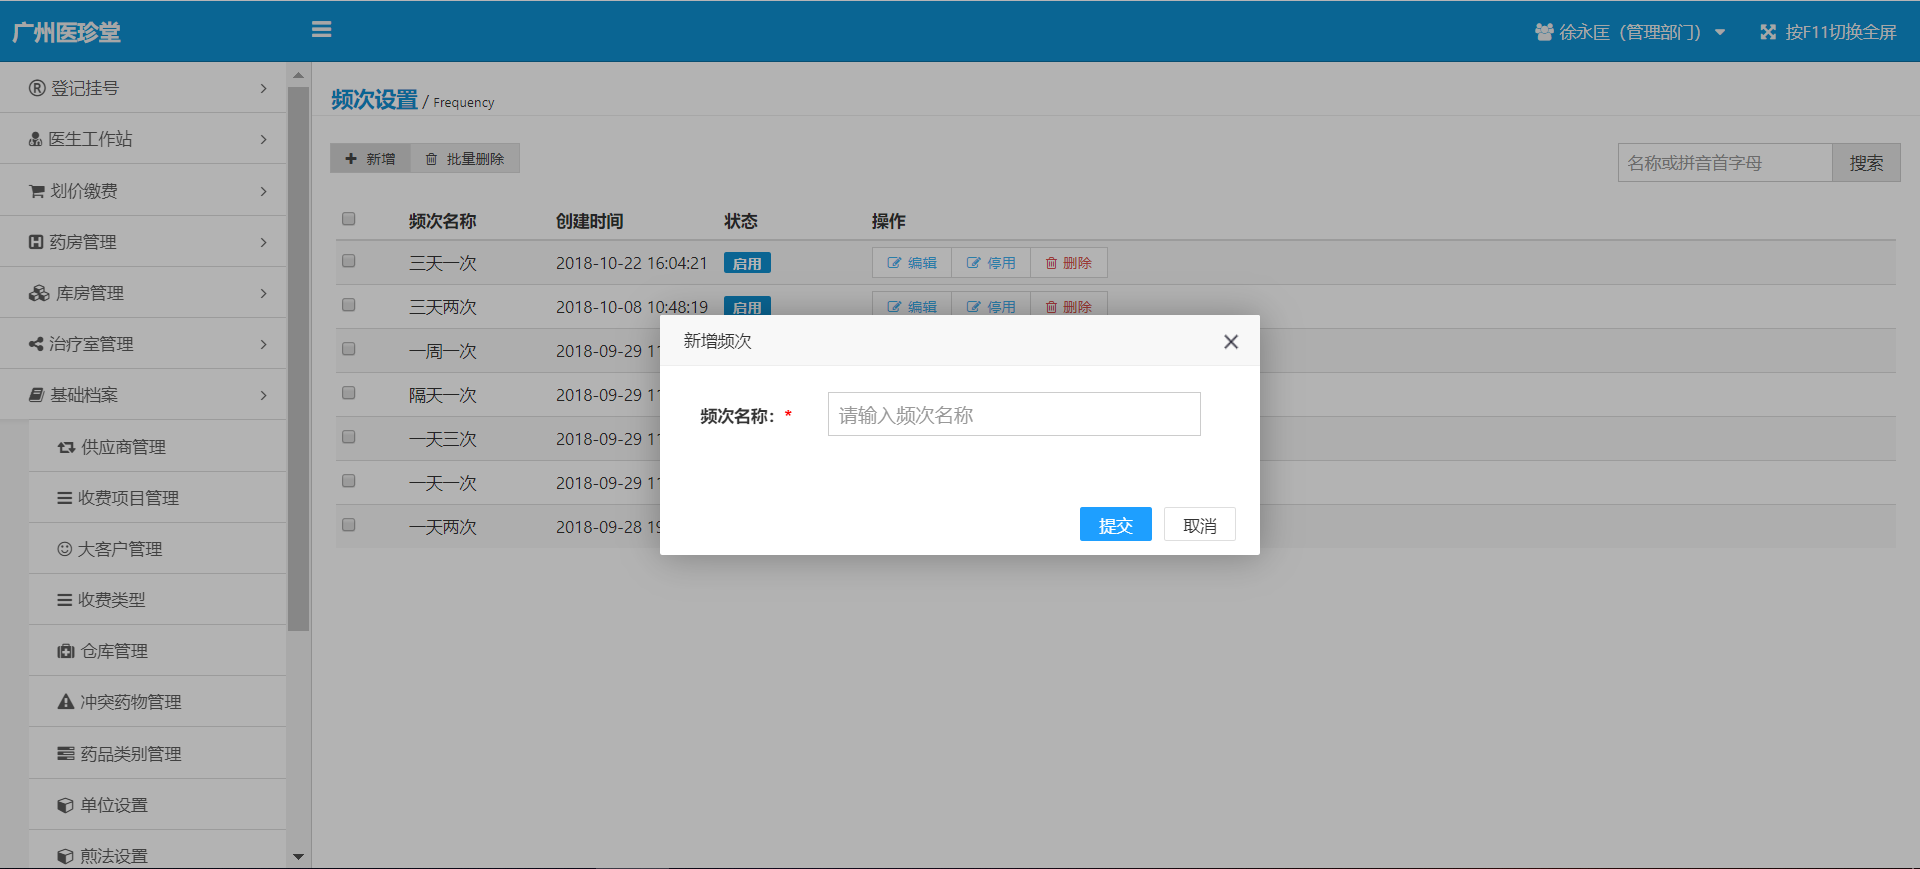 广州医珍堂
徐永匡（管理部门）
按F11切换全屏
登记挂号
医生工作站
划价缴费
药房管理
库房管理
治疗室管理
基础档案
供应商管理
收费项目管理
大客户管理
收费类型
仓库管理
冲突药物管理
药品类别管理
单位设置
煎法设置
频次设置 / Frequency
新增 批量删除
名称或拼音首字母 搜索
频次名称 创建时间 状态 操作
三天一次 2018-10-22 16:04:21 启用 编辑 停用 删除
三天两次 2018-10-08 10:48:19 启用 编辑 停用 删除
一周一次 2018-09-29 1
隔天一次 2018-09-29 1
一天三次 2018-09-29 1
一天一次 2018-09-29 1
一天两次 2018-09-28 19
新增频次
频次名称：* 请输入频次名称
提交 取消